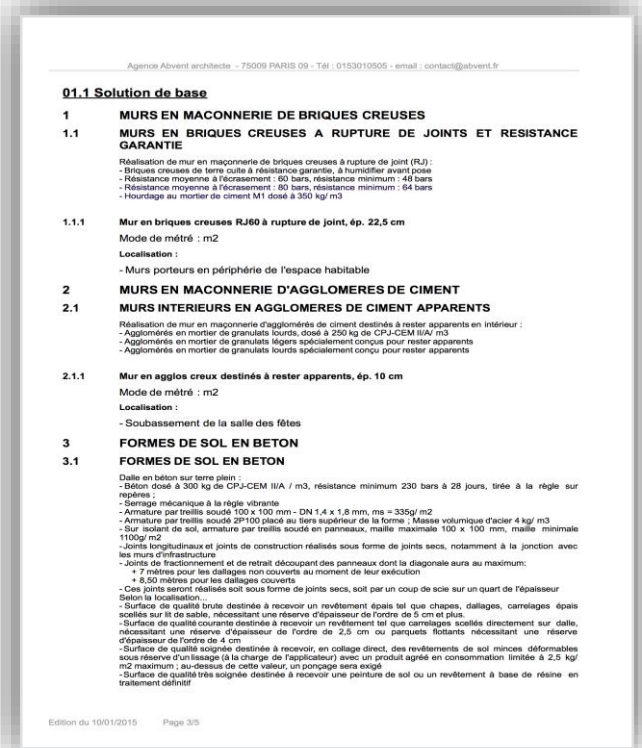 Agence Abvent architecte - 75009 PARIS 09 - Tél : 0153010505 - email : contact@abvent.fr
01.1 Solution de base
1 MURS EN MACONNERIE DE BRIQUES CREUSES
1.1 MURS EN BRIQUES CREUSES A RUPTURE DE JOINTS ET RESISTANCE
GARANTIE
Réalisation de mur en maçonnerie de briques creuses à rupture de joint (RJ) :
- Briques creuses de terre cuite à résistance garantie, à humidifier avant pose
- Résistance moyenne à l'écrasement : 60 bars, résistance minimum : 48 bars
- Résistance moyenne à l'écrasement : 80 bars, résistance minimum : 64 bars
- Hourdage au mortier de ciment M1 dosé à 350 kg/ m3
1.1.1 Mur en briques creuses RJ60 à rupture de joint, ép. 22,5 cm
Mode de métré : m2
Localisation :
- Murs porteurs en périphérie de l'espace habitable
2 MURS EN MACONNERIE D'AGGLOMERES DE CIMENT
2.1 MURS INTERIEURS EN AGGLOMERES DE CIMENT APPARENTS
Réalisation de mur en maçonnerie d'agglomérés de ciment destinés à rester apparents en intérieur :
- Agglomérés en mortier de granulats lourds, dosé à 250 kg de CPJ-CEM II/A/ m3
- Agglomérés en mortier de granulats légers spécialement conçus pour rester apparents
- Agglomérés en mortier de granulats lourds spécialement conçu pour rester apparents
2.1.1 Mur en agglos creux destinés à rester apparents, ép. 10 cm
Mode de métré : m2
Localisation :
- Soubassement de la salle des fêtes
3 FORMES DE SOL EN BETON
3.1 FORMES DE SOL EN BETON
Dalle en béton sur terre plein :
- Béton dosé à 300 kg de CPJ-CEM II/A / m3, résistance minimum 230 bars à 28 jours, tirée à la règle sur
repères ;
- Serrage mécanique à la règle vibrante
- Armature par treillis soudé 100 x 100 mm - DN 1,4 x 1,8 mm, ms = 335g/ m2
- Armature par treillis soudé 2P100 placé au tiers supérieur de la forme ; Masse volumique d'acier 4 kg/ m3
- Sur isolant de sol, armature par treillis soudé en panneaux, maille maximale 100 x 100 mm, maille minimale
1100g/ m2
- Joints longitudinaux et joints de construction réalisés sous forme de joints secs, notamment à la jonction avec
les murs d'infrastructure
- Joints de fractionnement et de retrait découpant des panneaux dont la diagonale aura au maximum:
+ 7 mètres pour les dallages non couverts au moment de leur exécution
+ 8,50 mètres pour les dallages couverts
- Ces joints seront réalisés soit sous forme de joints secs, soit par un coup de scie sur un quart de l'épaisseur
Selon la localisation...
- Surface de qualité brute destinée à recevoir un revêtement épais tel que chapes, dallages, carrelages épais
scellés sur lit de sable, nécessitant une réserve d'épaisseur de l'ordre de 5 cm et plus.
- Surface de qualité courante destinée à recevoir un revêtement tel que carrelages scellés directement sur dalle,
nécessitant une réserve d'épaisseur de l'ordre de 2,5 cm ou parquets flottants nécessitant une réserve
d'épaisseur de l'ordre de 4 cm
- Surface de qualité soignée destinée à recevoir, en collage direct, des revêtements de sol minces déformables
sous réserve d'un lissage (à la charge de l'applicateur) avec un produit agréé en consommation limitée à 2,5 kg/
m2 maximum ; au-dessus de cette valeur, un ponçage sera exigé
- Surface de qualité très soignée destinée à recevoir une peinture de sol ou un revêtement à base de résine en
traitement définitif
Edition du 10/01/2015 Page 3/5